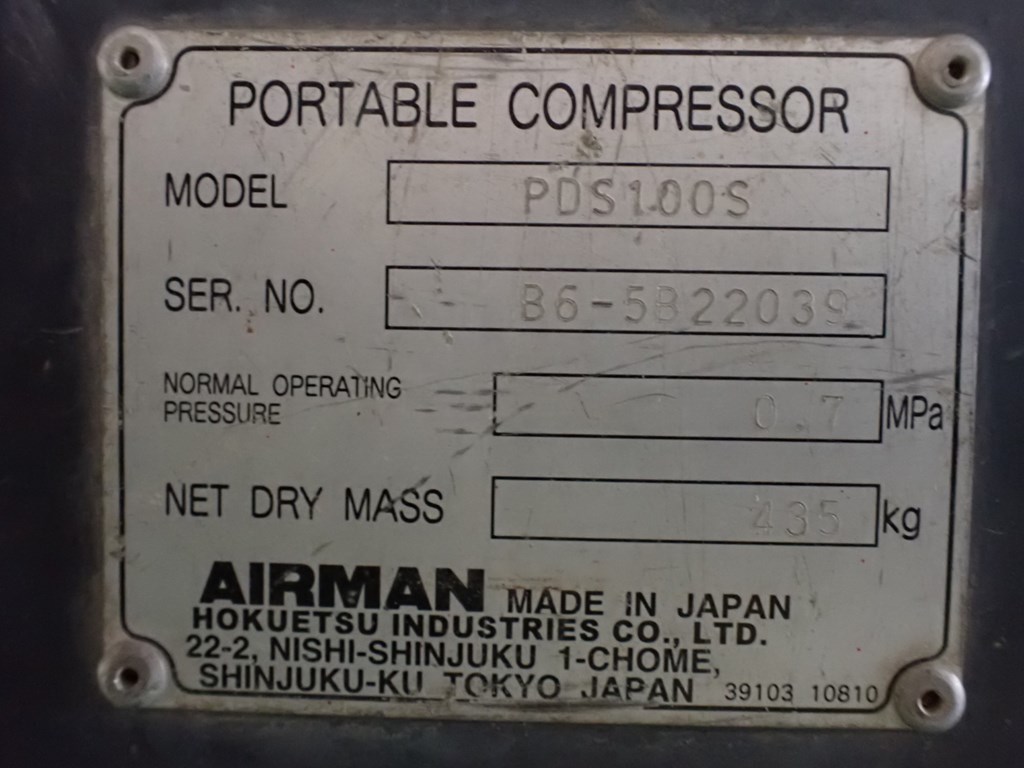 PORTABLE COMPRESSOR
MODEL PDS100S
SER. NO. B6-5B22039
NORMAL OPERATING
PRESSURE 0.7 MPa
NET DRY MASS 435 kg
AIRMAN MADE IN JAPAN
HOKUETSU INDUSTRIES CO., LTD.
22-2, NISHI-SHINJUKU 1-CHOME,
SHINJUKU-KU TOKYO JAPAN 39103 10810